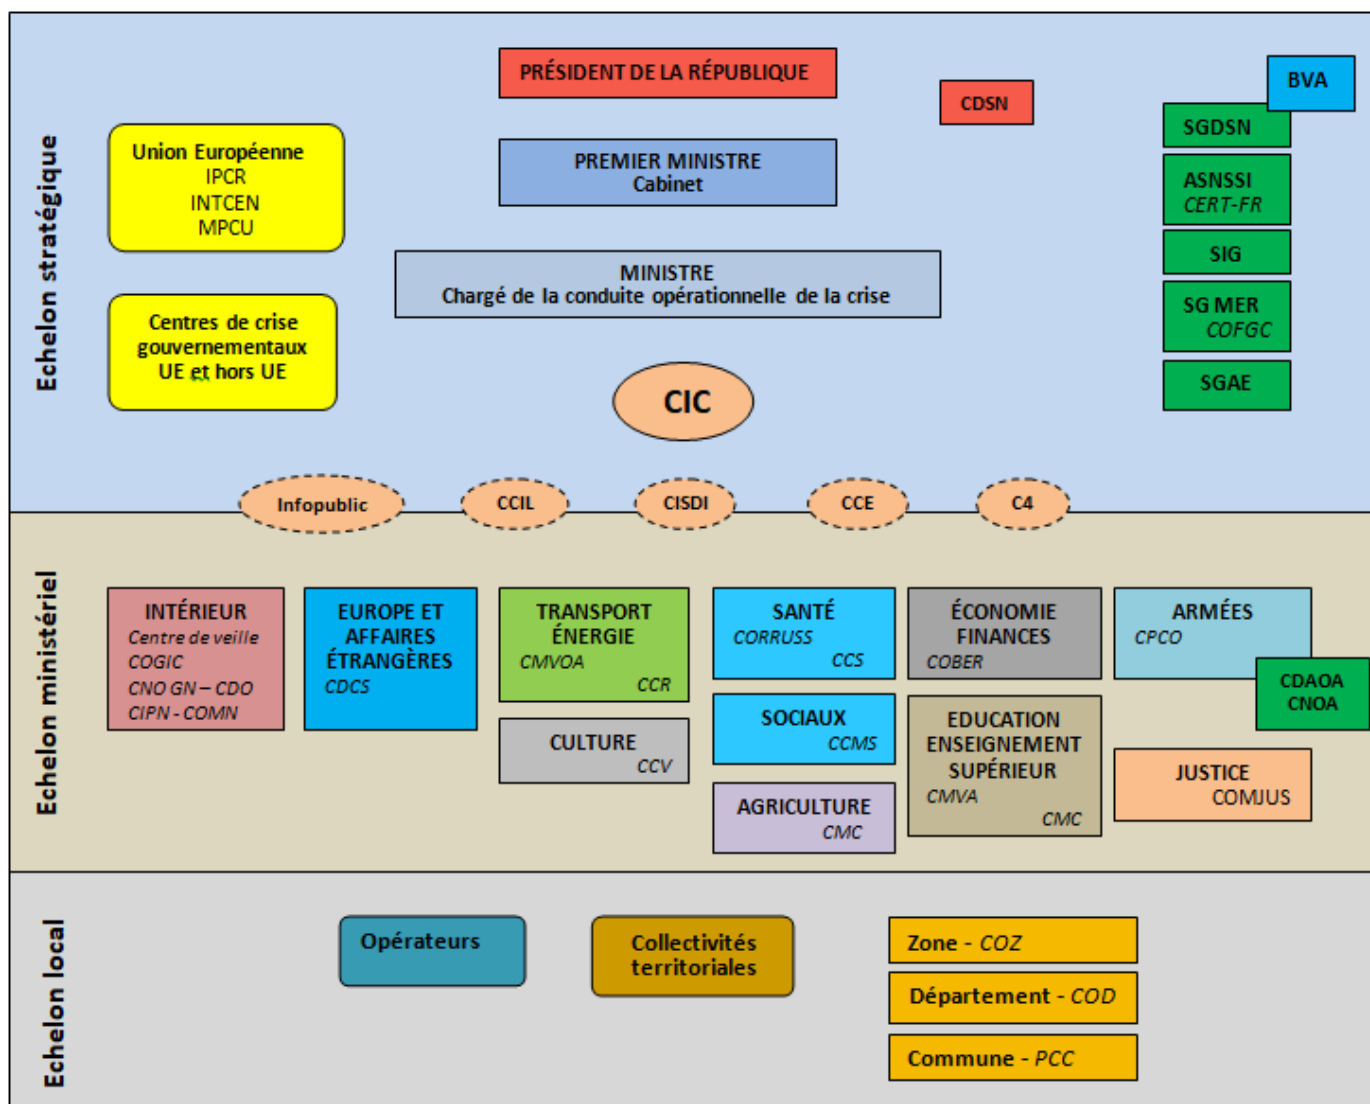 Echelon stratégique
PRÉSIDENT DE LA RÉPUBLIQUE
CDSN
BVA
SGDSN
Union Européenne
IPCR
INTCEN
MPCU
PREMIER MINISTRE
Cabinet
ASNSSI
CERT-FR
SIG
MINISTRE
Chargé de la conduite opérationnelle de la crise
SG MER
COFGC
Centres de crise
gouvernementaux
UE et hors UE
SGAE
CIC
Infopublic
CCIL
CISDI
CCE
C4
Echelon ministériel
INTÉRIEUR
Centre de veille
COGIC
CNO GN – CDO
CIPN - COMN
EUROPE ET
AFFAIRES
ÉTRANGÈRES
CDCS
TRANSPORT
ÉNERGIE
CMVOA
CCR
CULTURE
CCV
SANTÉ
CORRUSS
CCS
SOCIAUX
CCMS
AGRICULTURE
CMC
ÉCONOMIE
FINANCES
COBER
EDUCATION
ENSEIGNEMENT
SUPÉRIEUR
CMVA
CMC
ARMÉES
CPCO
CDAOA
CNOA
JUSTICE
COMJUS
Echelon local
Opérateurs
Collectivités
territoriales
Zone - COZ
Département - COD
Commune - PCC